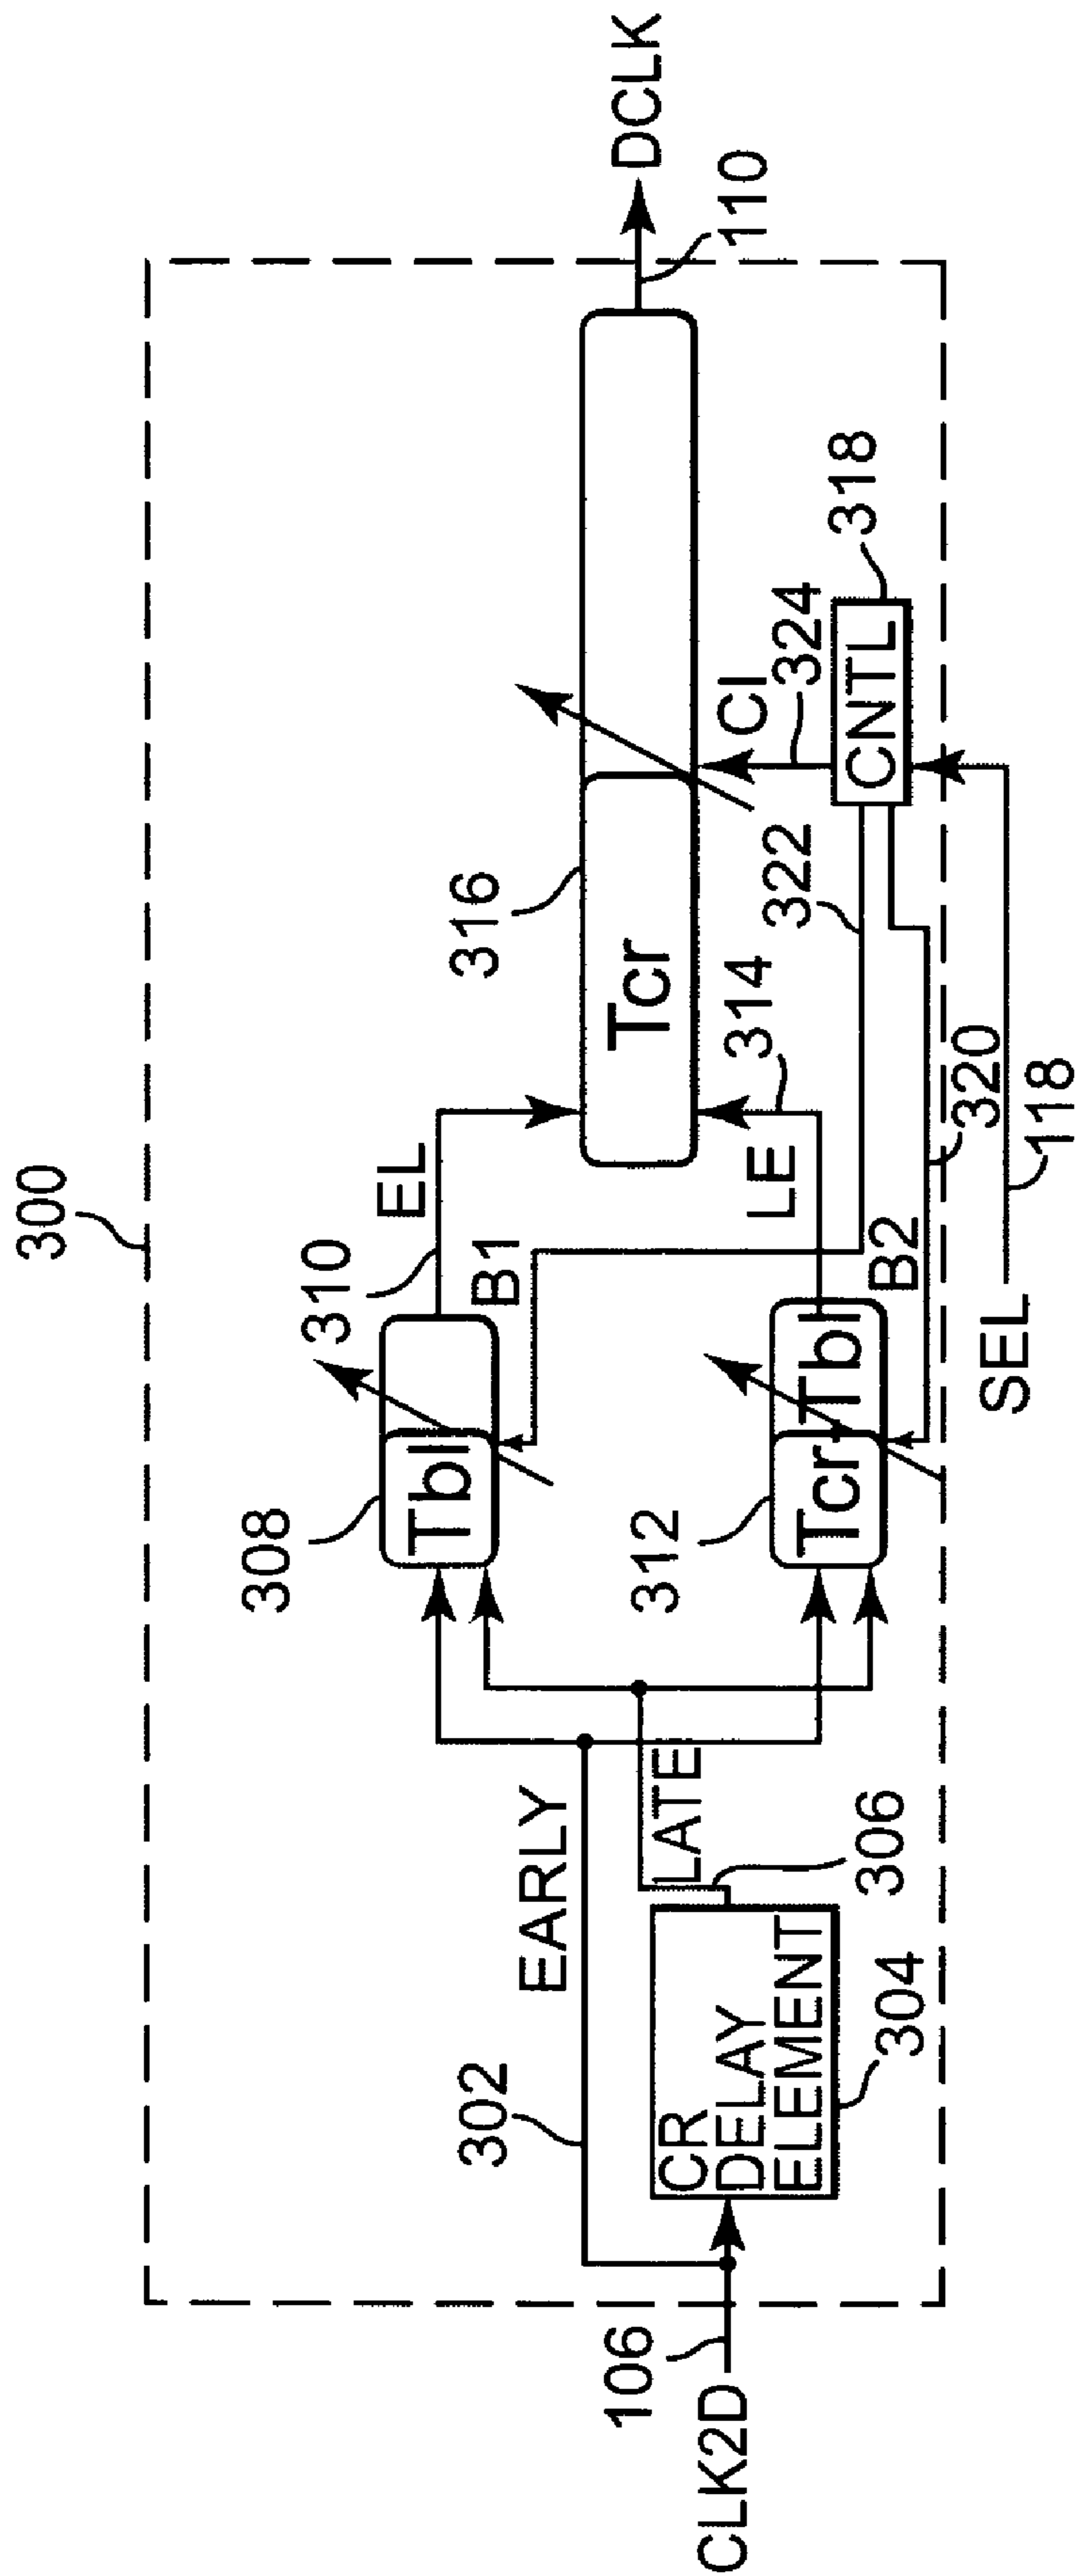 300
CLK2D
106
302
EARLY
CR
DELAY
ELEMENT
304
LATE
306
308
Tbl
310
EL
B1
312
Tcr
Tbl
LE
314
B2
316
Tcr
CI
324
322
320
CNTL
318
SEL
118
110
DCLK